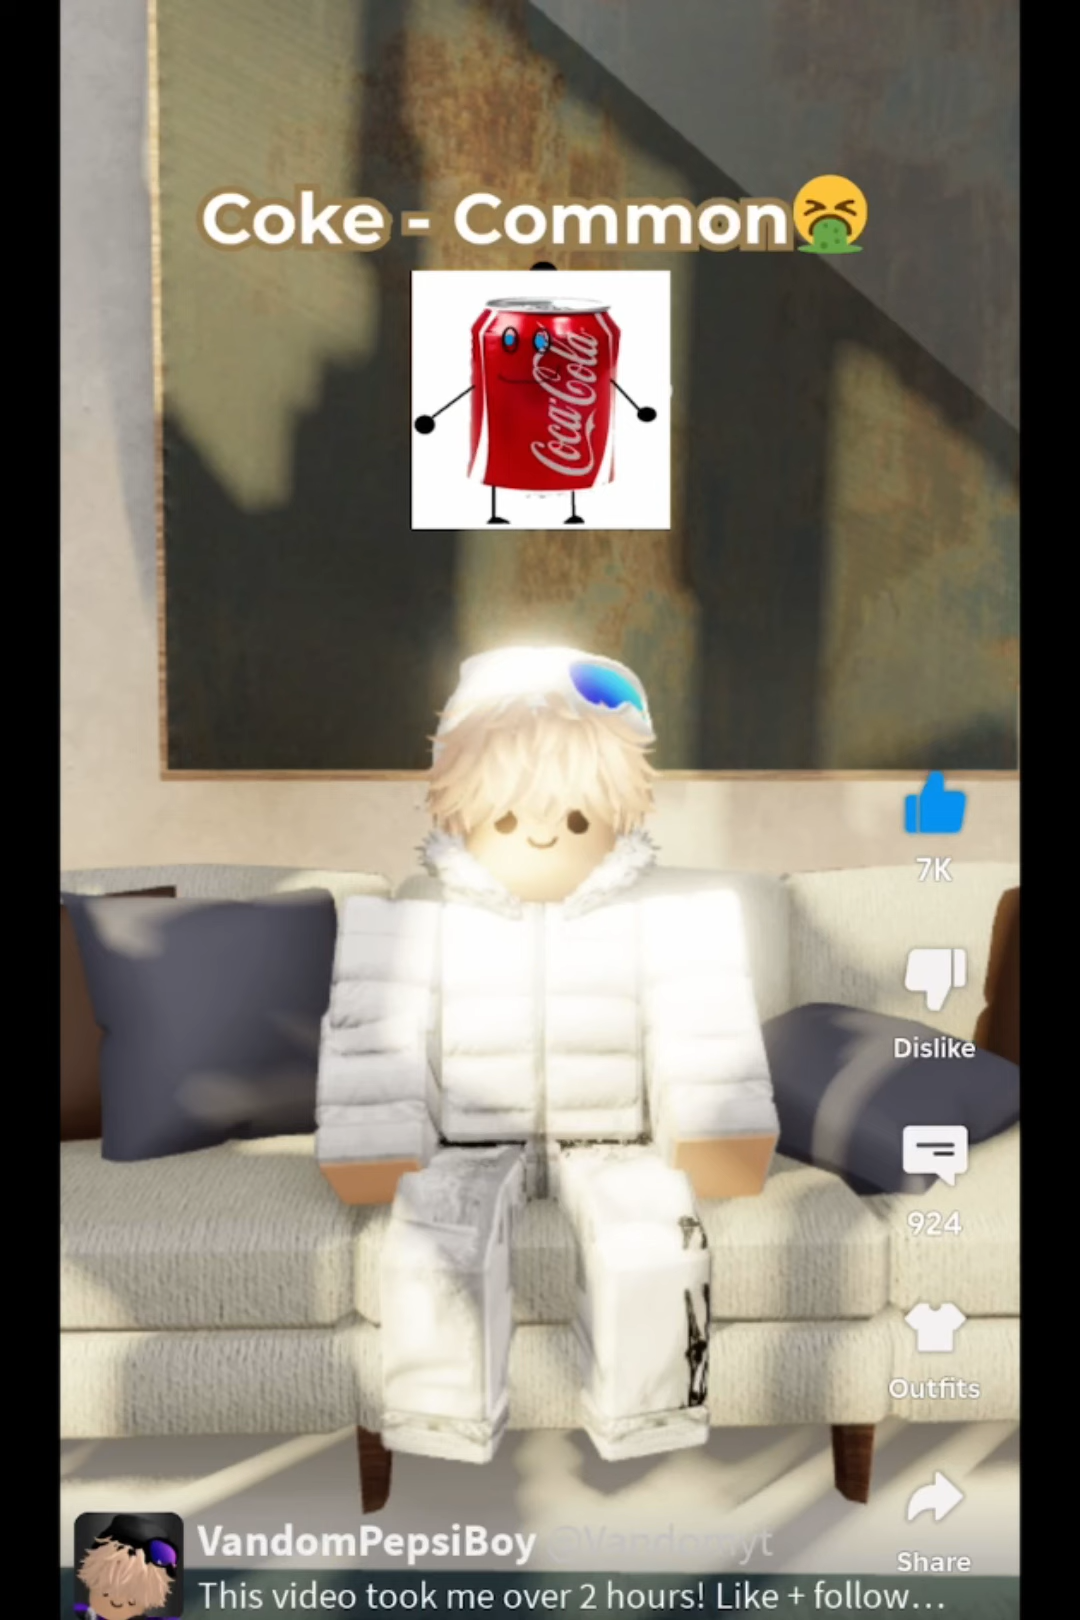 Coke - Common🤮
Coca-Cola
7K
Dislike
924
Outfits
Share
VandomPepsiBoy @Vandomyt
This video took me over 2 hours! Like + follow...